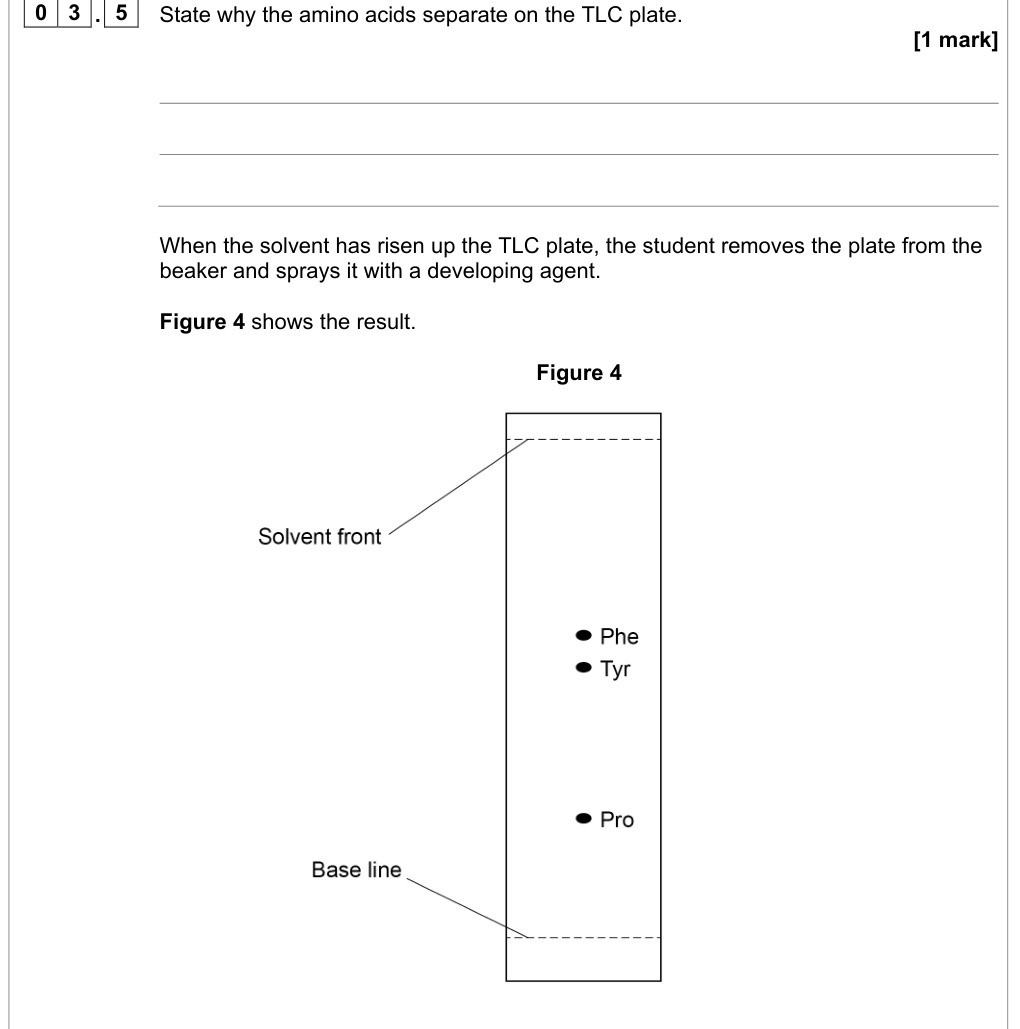 0 3 . 5 State why the amino acids separate on the TLC plate.
[1 mark]
When the solvent has risen up the TLC plate, the student removes the plate from the
beaker and sprays it with a developing agent.
Figure 4 shows the result.
Figure 4
Solvent front
Phe
Tyr
Pro
Base line